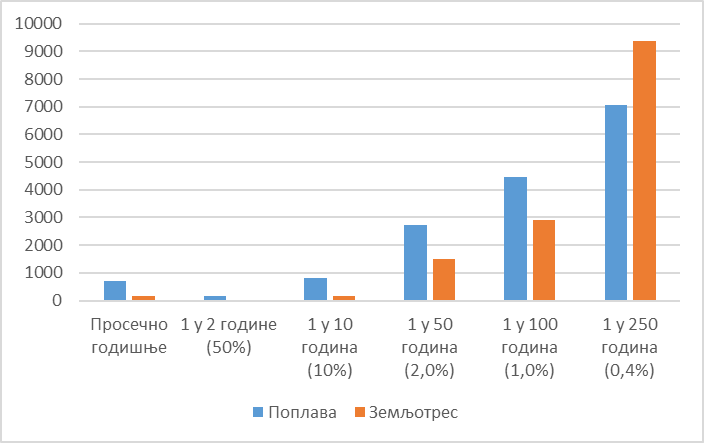 10000
9000
8000
7000
6000
5000
4000
3000
2000
1000
0
Просечно 1 у 2 године 1 у 10 1 у 50 1 у 100 1 у 250
годишње (50%) година година година година
(10%) (2,0%) (1,0%) (0,4%)
Поплава Земљотрес